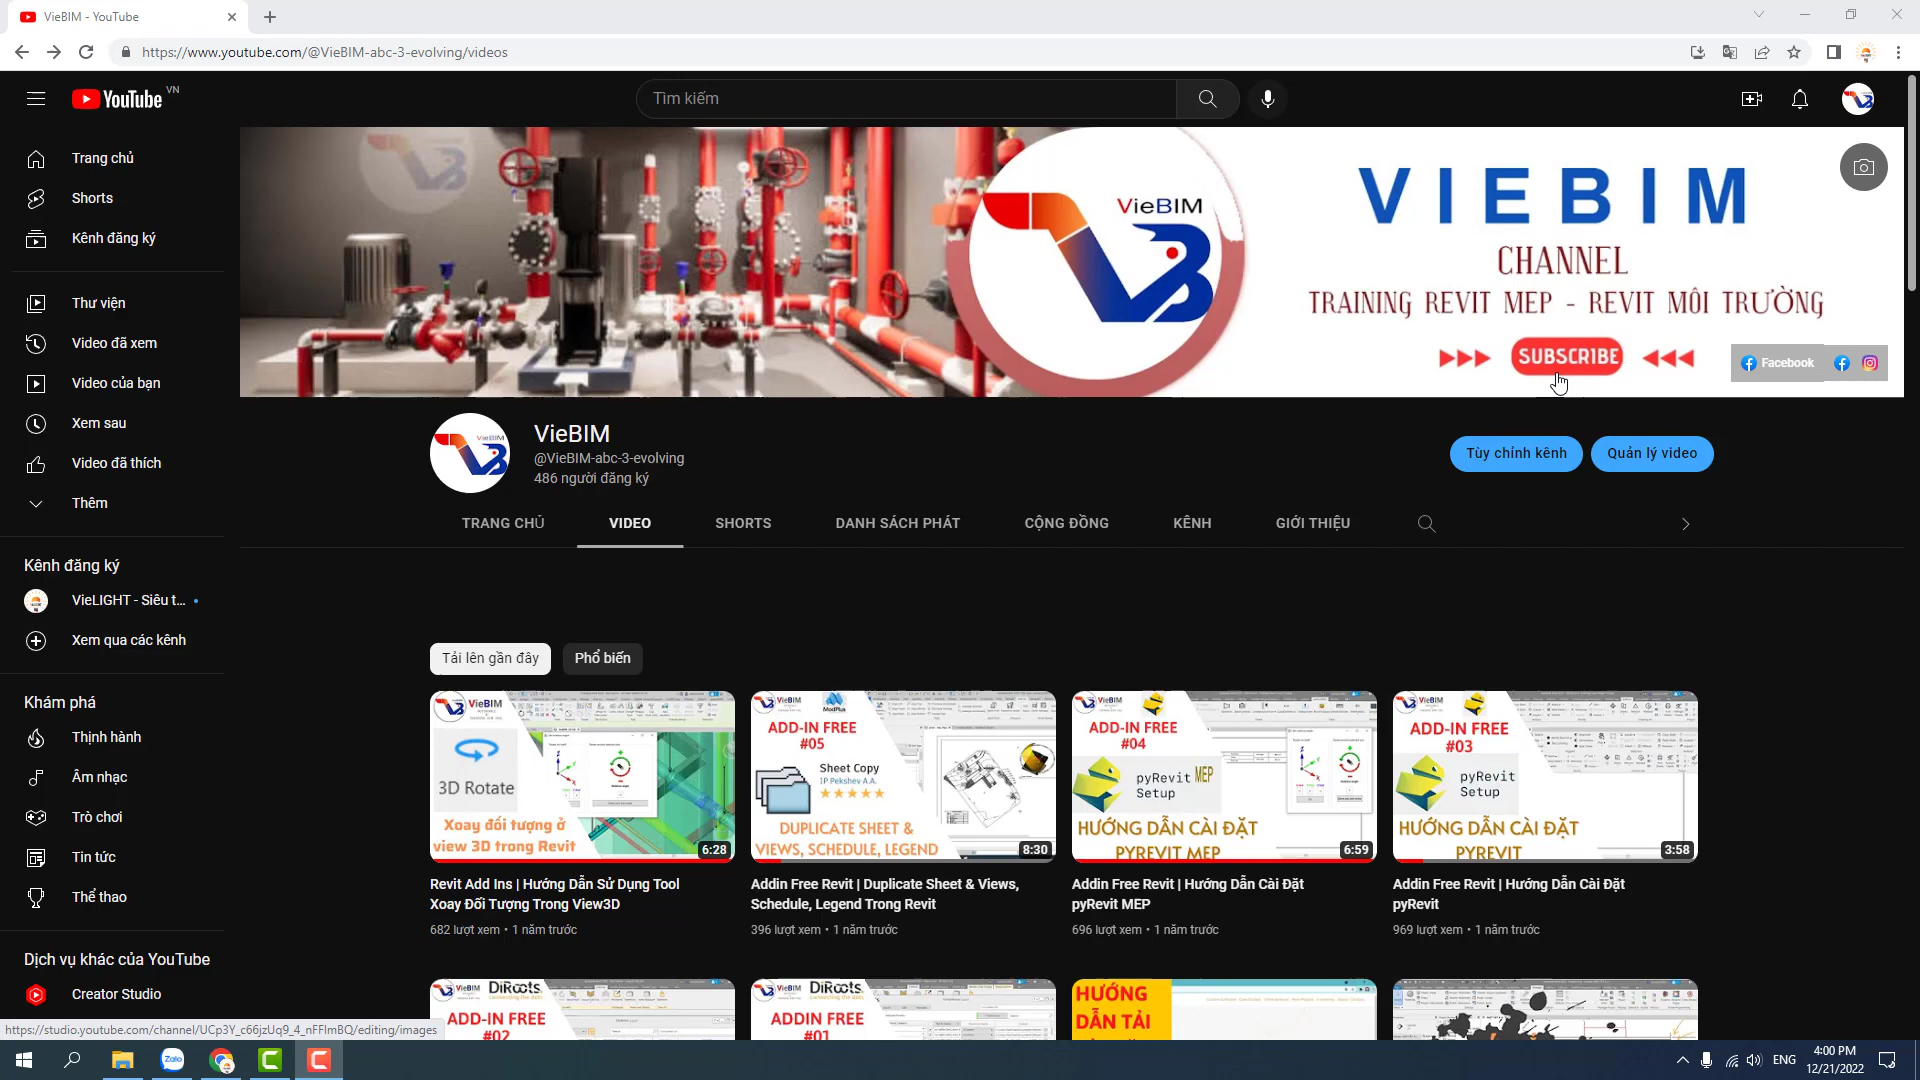 VieBIM - YouTube
https://www.youtube.com/@VieBIM-abc-3-evolving/videos
YouTube VN
Tìm kiếm
Trang chủ
Shorts
Kênh đăng ký
Thư viện
Video đã xem
Video của bạn
Xem sau
Video đã thích
Thêm
Kênh đăng ký
VieLIGHT - Siêu t...
Xem qua các kênh
Khám phá
Thịnh hành
Âm nhạc
Trò chơi
Tin tức
Thể thao
Dịch vụ khác của YouTube
Creator Studio
VieBIM
VIEBIM
CHANNEL
TRAINING REVIT MEP - REVIT MÔI TRƯỜNG
SUBSCRIBE
Facebook
VieBIM
VieBIM
@VieBIM-abc-3-evolving
486 người đăng ký
Tùy chỉnh kênh
Quản lý video
TRANG CHỦ
VIDEO
SHORTS
DANH SÁCH PHÁT
CỘNG ĐỒNG
KÊNH
GIỚI THIỆU
Tải lên gần đây
Phổ biến
VieBIM
3D Rotate
Xoay đối tượng ở
view 3D trong Revit
6:28
Revit Add Ins | Hướng Dẫn Sử Dụng Tool
Xoay Đối Tượng Trong View3D
682 lượt xem • 1 năm trước
VieBIM
ModPlus
ADD-IN FREE
#05
Sheet Copy
IP Pekshev A.A.
DUPLICATE SHEET &
VIEWS, SCHEDULE, LEGEND
8:30
Addin Free Revit | Duplicate Sheet & Views,
Schedule, Legend Trong Revit
396 lượt xem • 1 năm trước
VieBIM
ADD-IN FREE
#04
pyRevit MEP
Setup
HƯỚNG DẪN CÀI ĐẶT
PYREVIT MEP
6:59
Addin Free Revit | Hướng Dẫn Cài Đặt
pyRevit MEP
696 lượt xem • 1 năm trước
VieBIM
ADD-IN FREE
#03
pyRevit
Setup
HƯỚNG DẪN CÀI ĐẶT
PYREVIT
3:58
Addin Free Revit | Hướng Dẫn Cài Đặt
pyRevit
969 lượt xem • 1 năm trước
VieBIM
DiRoots
ADD-IN FREE
#02
VieBIM
DiRoots
ADDIN FREE
#01
HƯỚNG
DẪN TẢI
https://studio.youtube.com/channel/UCp3Y_c66jzUq9_4_nFFlmBQ/editing/images
Zalo
ENG
4:00 PM
12/21/2022